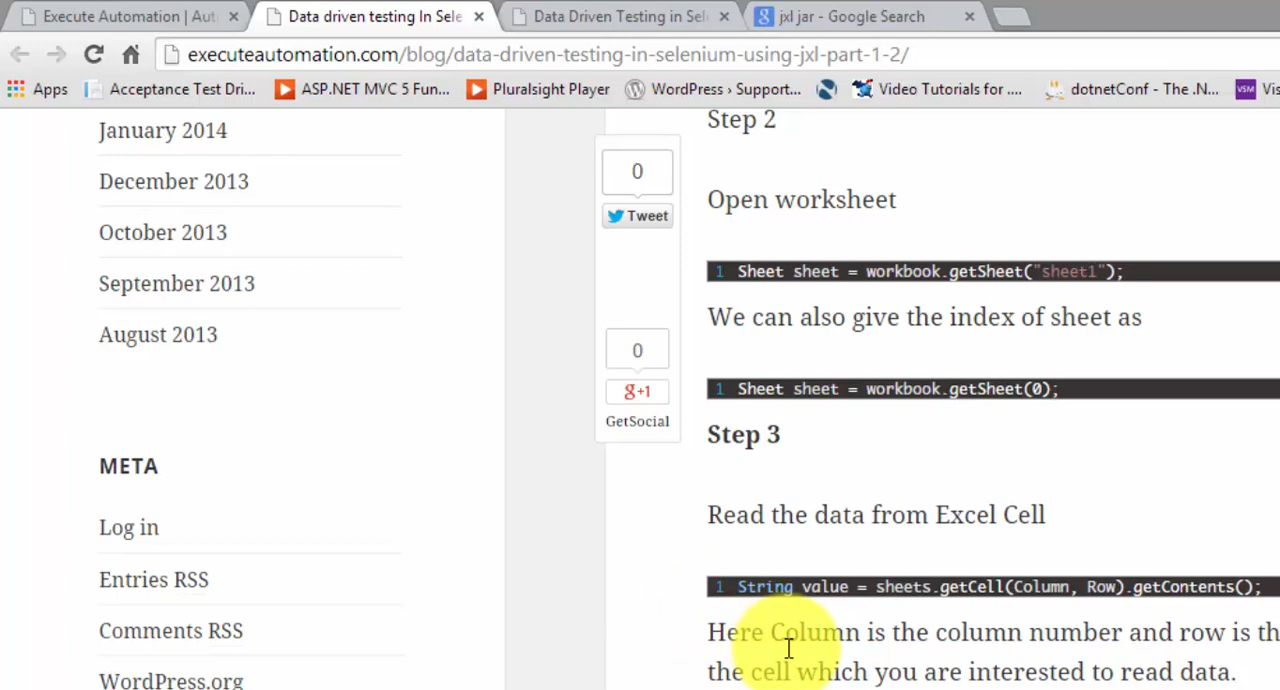 Execute Automation | Aut
Data driven testing In Sele
Data Driven Testing in Sel
jxl jar - Google Search
executeautomation.com/blog/data-driven-testing-in-selenium-using-jxl-part-1-2/
Apps
Acceptance Test Dri...
ASP.NET MVC 5 Fun...
Pluralsight Player
WordPress › Support...
Video Tutorials for ....
dotnetConf - The .N...
VSM
Vis
January 2014
December 2013
October 2013
September 2013
August 2013
META
Log in
Entries RSS
Comments RSS
WordPress.org
0
Tweet
0
g+1
GetSocial
Step 2
Open worksheet
1 Sheet sheet = workbook.getSheet("sheet1");
We can also give the index of sheet as
1 Sheet sheet = workbook.getSheet(0);
Step 3
Read the data from Excel Cell
1 String value = sheets.getCell(Column, Row).getContents();
Here Column is the column number and row is th
the cell which you are interested to read data.